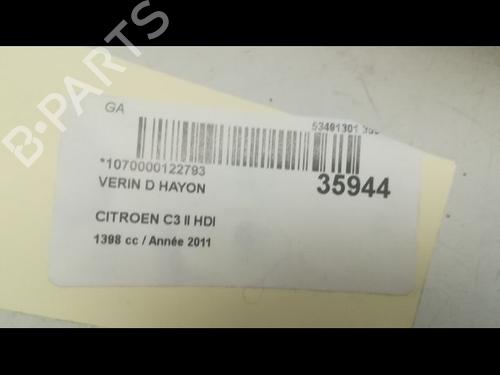 GA
*1070000122793
35944
VERIN D HAYON
CITROEN C3 II HDI
1398 cc / Année 2011
B-PARTS